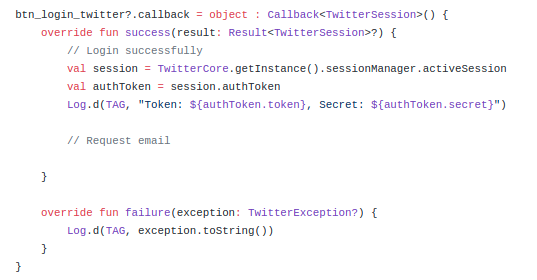 btn_login_twitter?.callback = object : Callback<TwitterSession>() {
override fun success(result: Result<TwitterSession>?) {
// Login successfully
val session = TwitterCore.getInstance().sessionManager.activeSession
val authToken = session.authToken
Log.d(TAG, "Token: ${authToken.token}, Secret: ${authToken.secret}")
// Request email
}
override fun failure(exception: TwitterException?) {
Log.d(TAG, exception.toString())
}
}